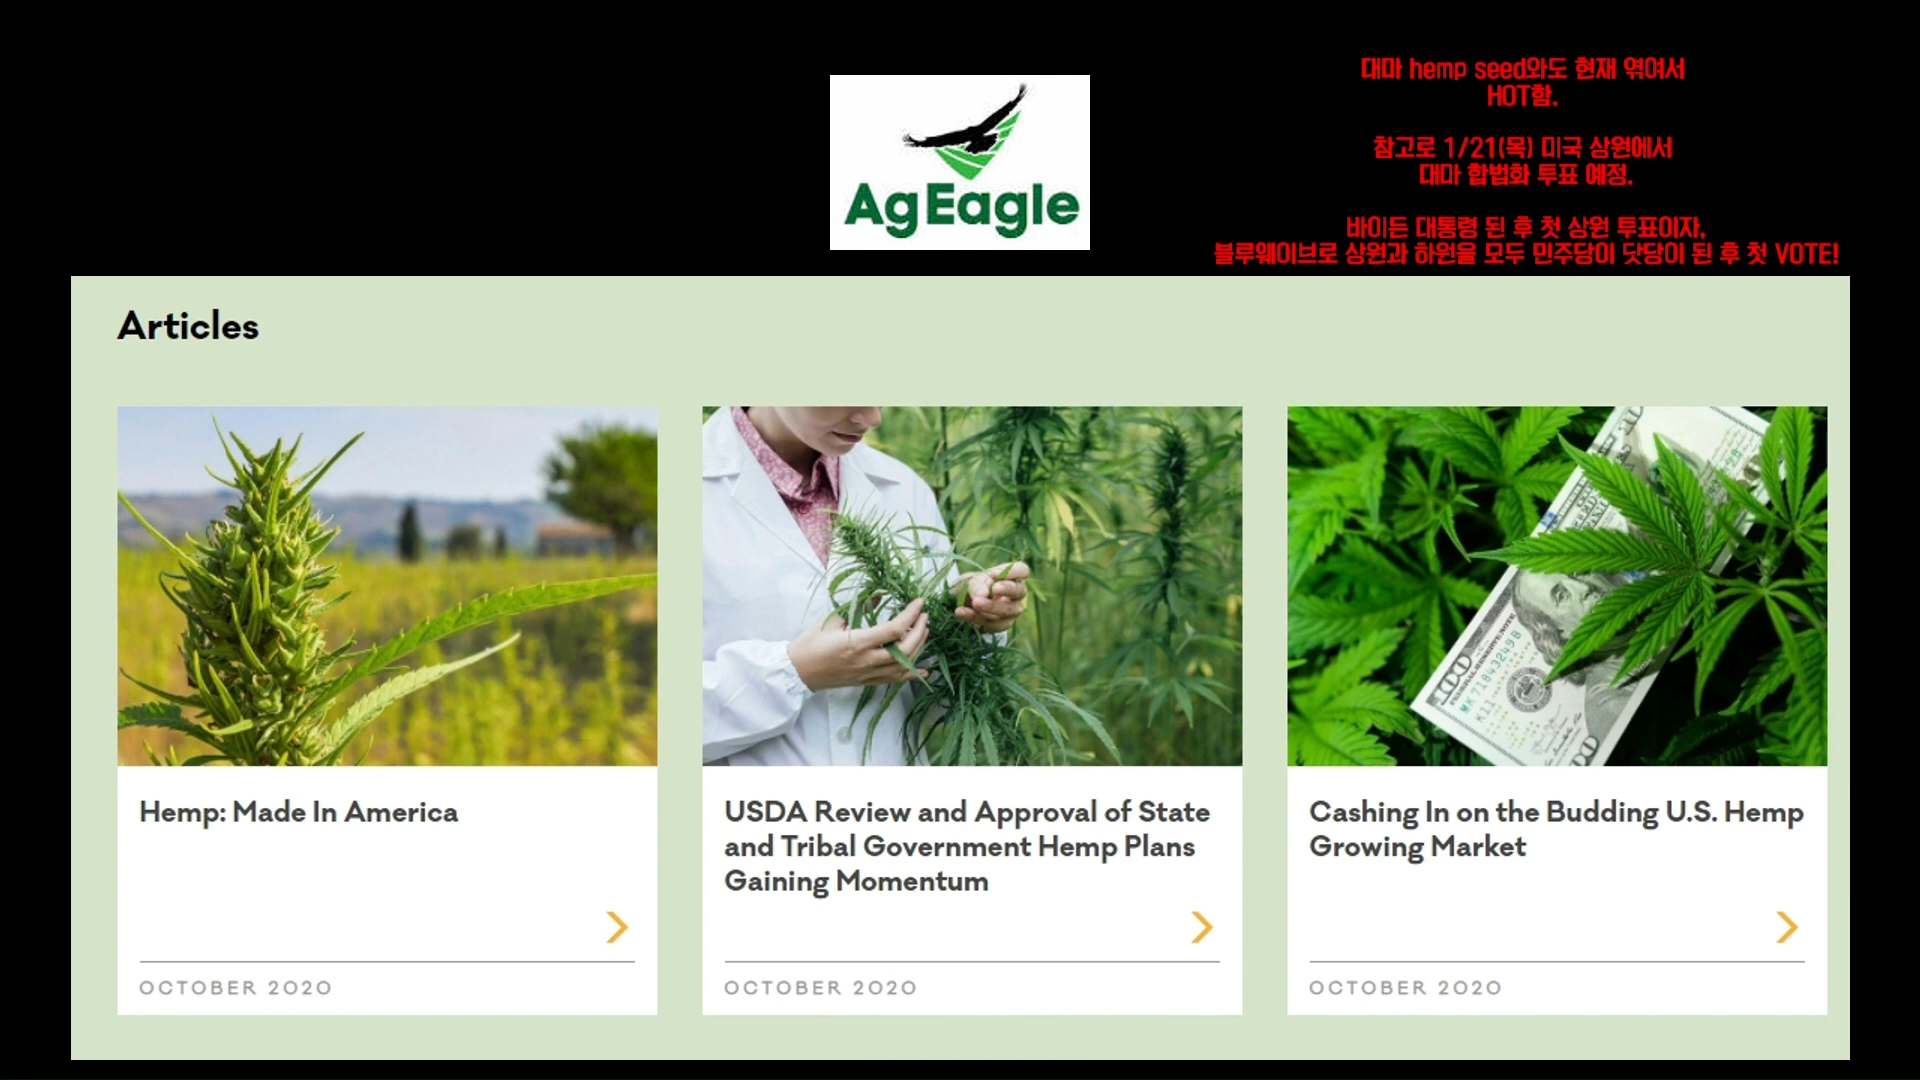 AgEagle
대마 hemp seed와도 현재 엮여서
HOT함.
참고로 1/21(목) 미국 상원에서
대마 합법화 투표 예정.
바이든 대통령 된 후 첫 상원 투표이자,
블루웨이브로 상원과 하원을 모두 민주당이 닷당이 된 후 첫 VOTE!
Articles
Hemp: Made In America
OCTOBER 2020
USDA Review and Approval of State
and Tribal Government Hemp Plans
Gaining Momentum
OCTOBER 2020
Cashing In on the Budding U.S. Hemp
Growing Market
OCTOBER 2020